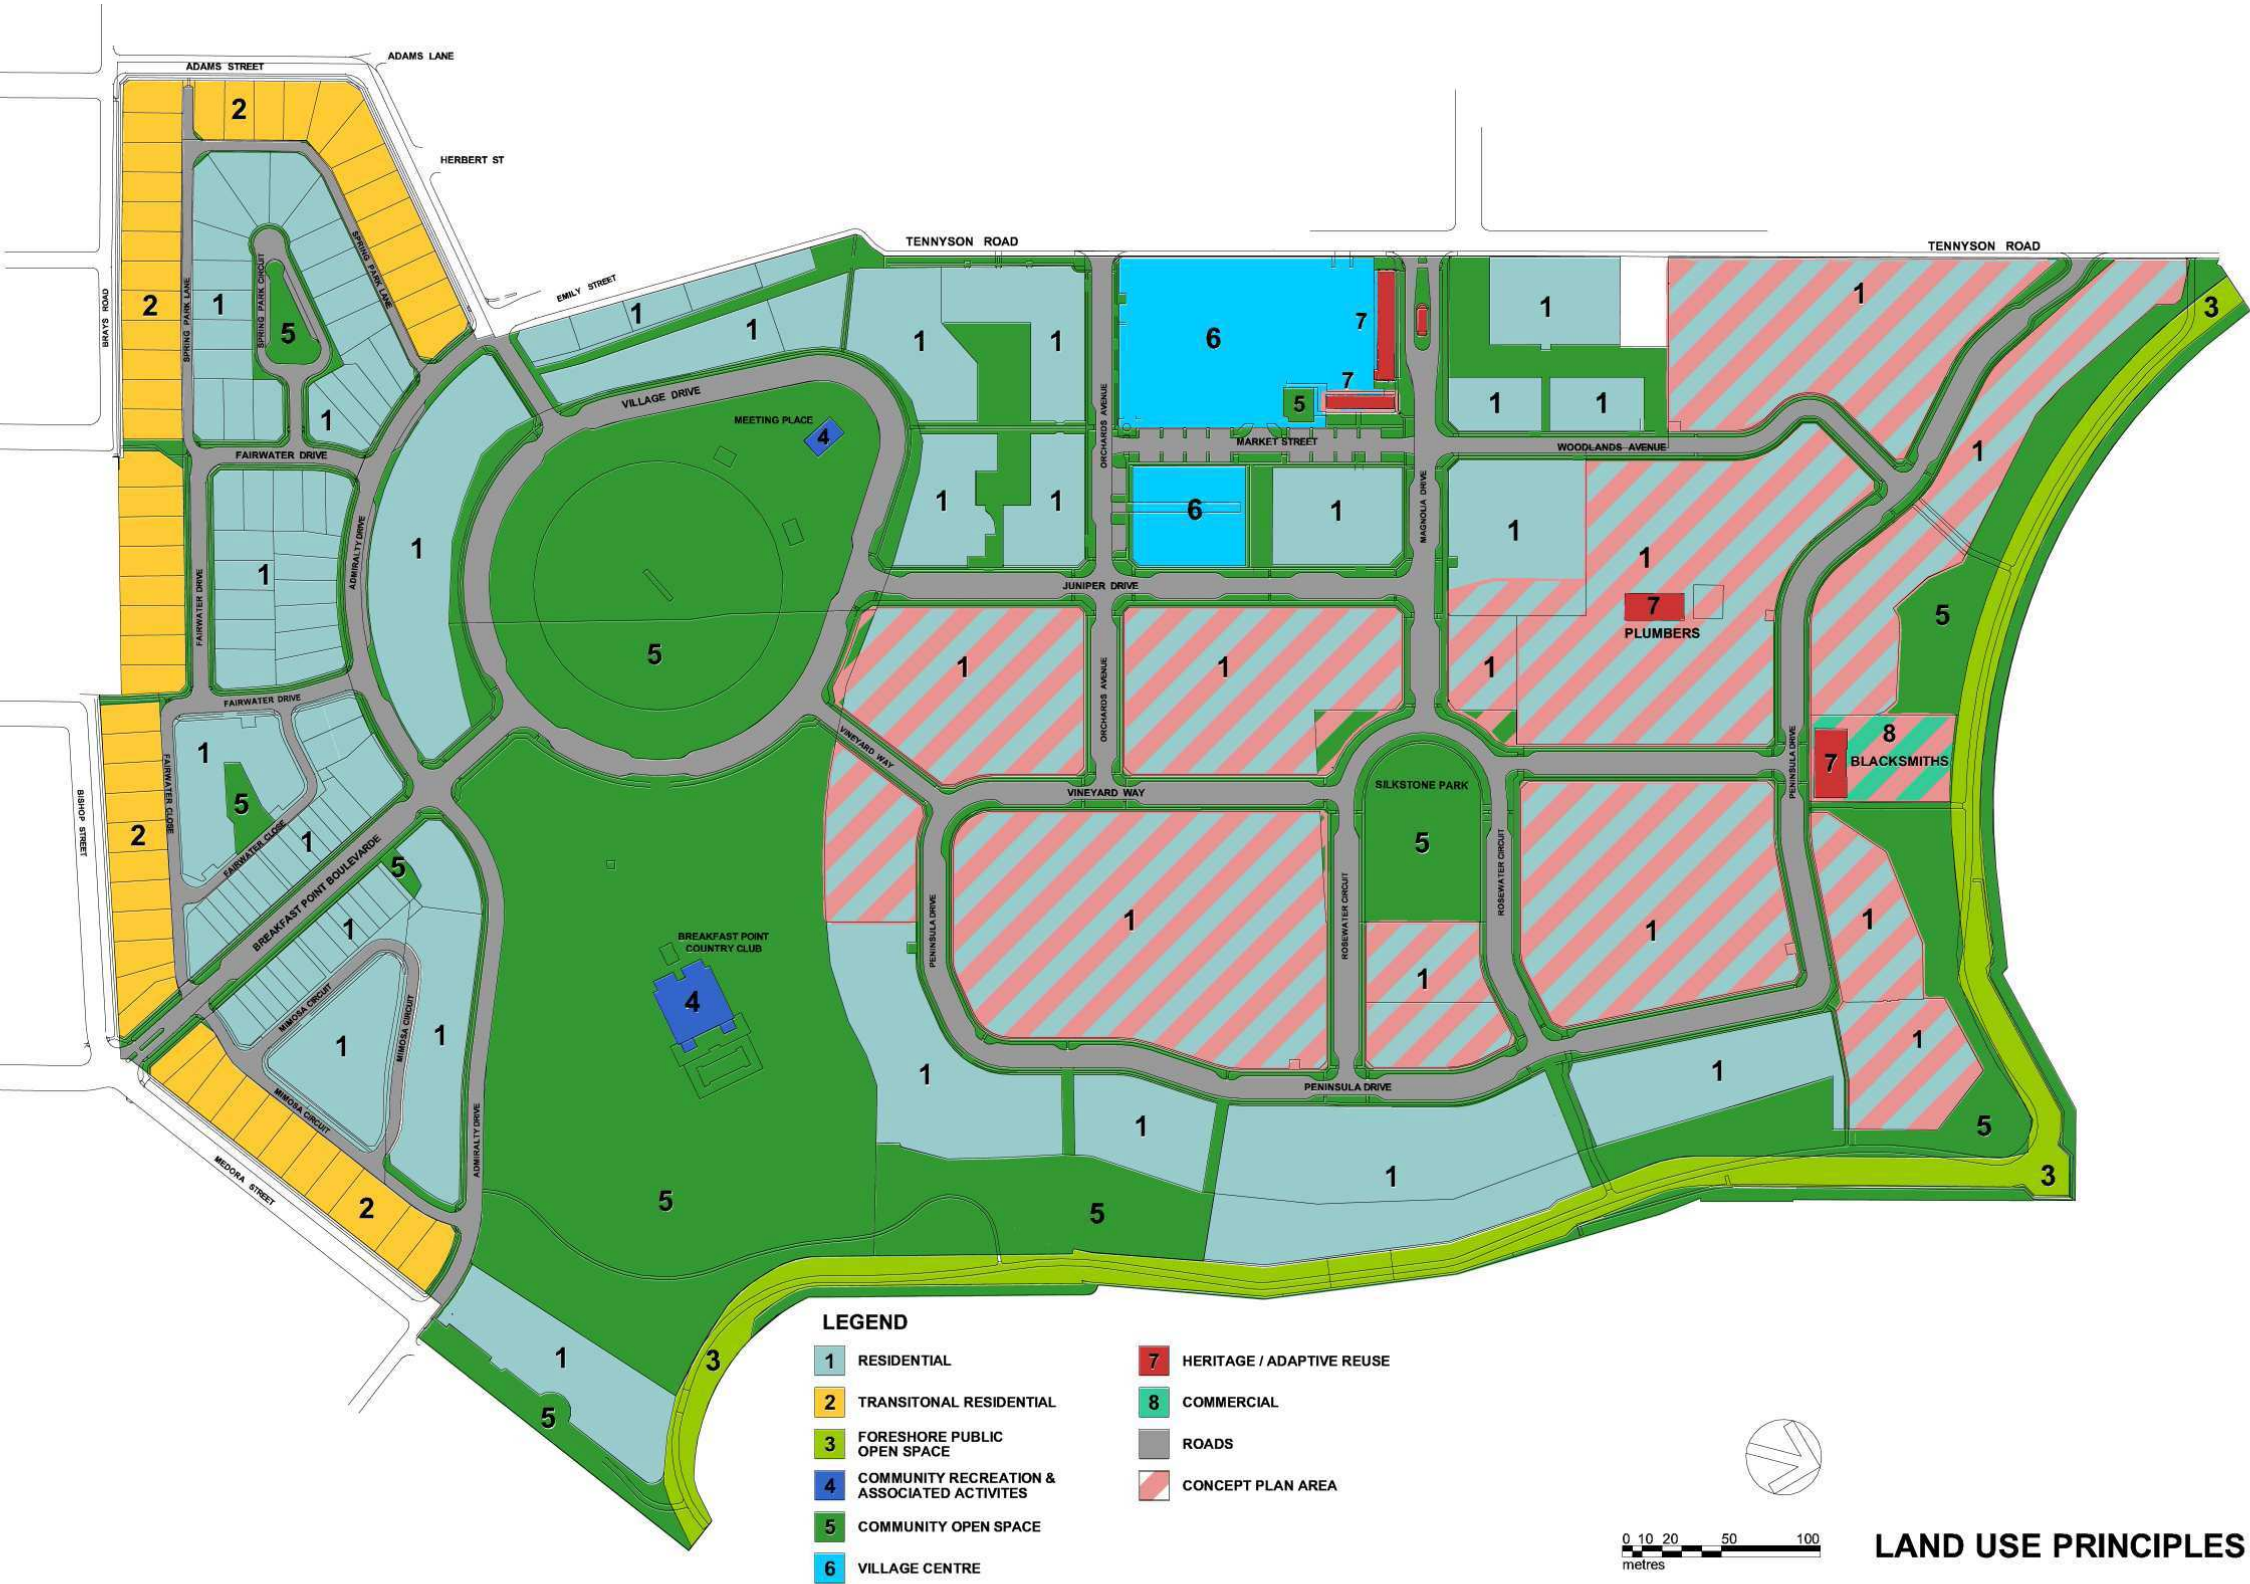 ADAMS LANE
ADAMS STREET
2
HERBERT ST
TENNYSON ROAD
TENNYSON ROAD
SPRING PARK LANE
EMILY STREET
BRAYS ROAD
2
SPRING PARK LANE
1
SPRING PARK CIRCUIT
5
1
1
1
1
1
6
7
7
5
1
1
1
1
3
VILLAGE DRIVE
MEETING PLACE
4
ORCHARDS AVENUE
MARKET STREET
WOODLANDS AVENUE
1
FAIRWATER DRIVE
MAGNOLIA DRIVE
1
1
6
1
1
1
1
ADMIRALTY DRIVE
1
FAIRWATER DRIVE
JUNIPER DRIVE
7
PLUMBERS
5
5
1
1
1
ORCHARDS AVENUE
FAIRWATER DRIVE
VINEYARD WAY
PENINSULA DRIVE
8
7
BLACKSMITHS
1
FAIRWATER CLOSE
5
BISHOP STREET
2
FAIRWATER CLOSE
1
BREAKFAST POINT BOULEVARDE
5
1
VINEYARD WAY
SILKSTONE PARK
5
ROSEWATER CIRCUIT
ROSEWATER CIRCUIT
PENINSULA DRIVE
BREAKFAST POINT
COUNTRY CLUB
4
1
1
1
1
MIMOSA CIRCUIT
MIMOSA CIRCUIT
1
1
1
1
1
MIMOSA CIRCUIT
ADMIRALTY DRIVE
PENINSULA DRIVE
1
5
MEDORA STREET
2
5
5
1
3
1
3
5
LEGEND
1 RESIDENTIAL
2 TRANSITONAL RESIDENTIAL
3 FORESHORE PUBLIC
OPEN SPACE
4 COMMUNITY RECREATION &
ASSOCIATED ACTIVITES
5 COMMUNITY OPEN SPACE
6 VILLAGE CENTRE
7 HERITAGE / ADAPTIVE REUSE
8 COMMERCIAL
ROADS
CONCEPT PLAN AREA
0 10 20 50 100
metres
LAND USE PRINCIPLES